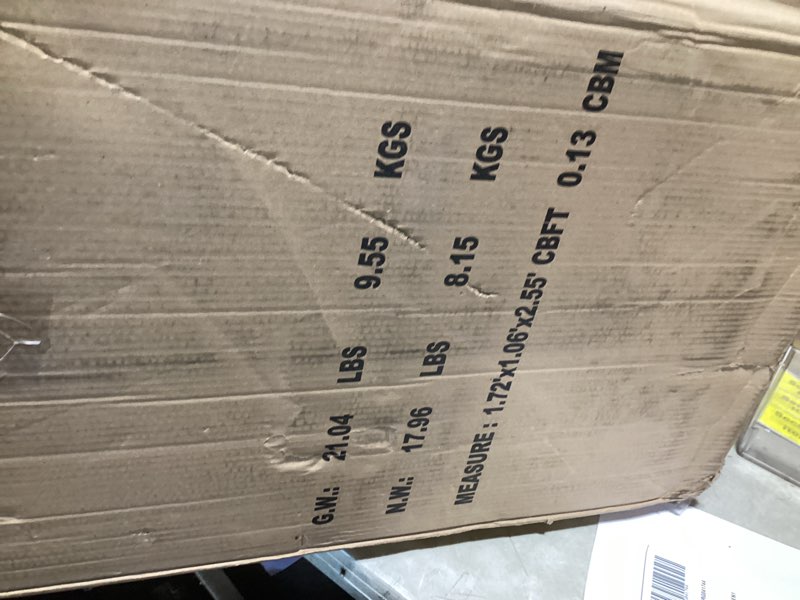 G.W.: 21.04 LBS 9.55 KGS
N.W.: 17.96 LBS 8.15 KGS
MEASURE : 1.72'x1.06'x2.55' CBFT 0.13 CBM